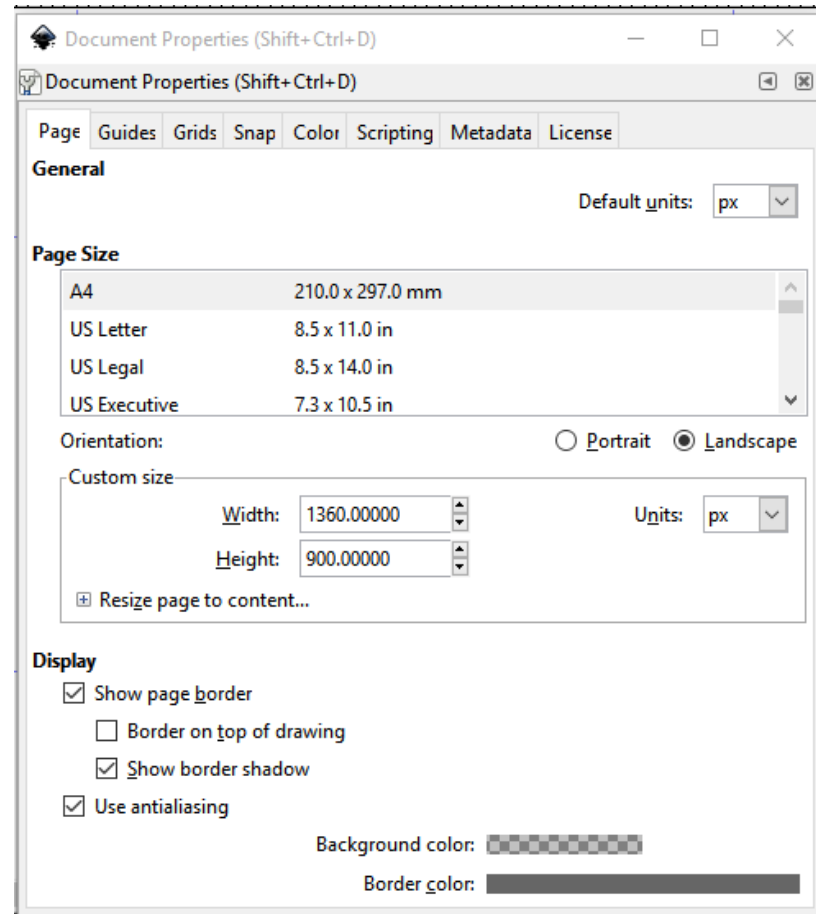 Document Properties (Shift+Ctrl+D)
Document Properties (Shift+Ctrl+D)
Page Guides Grids Snap Color Scripting Metadata License
General
Default units: px
Page Size
A4 210.0 x 297.0 mm
US Letter 8.5 x 11.0 in
US Legal 8.5 x 14.0 in
US Executive 7.3 x 10.5 in
Orientation: Portrait Landscape
Custom size
Width: 1360.00000 Units: px
Height: 900.00000
Resize page to content...
Display
Show page border
Border on top of drawing
Show border shadow
Use antialiasing
Background color:
Border color: